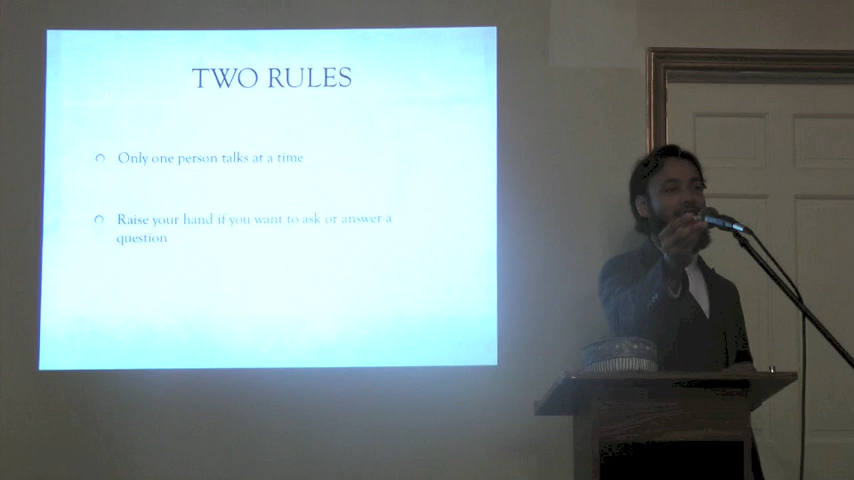 TWO RULES
Only one person talks at a time
Raise your hand if you want to ask or answer a
question